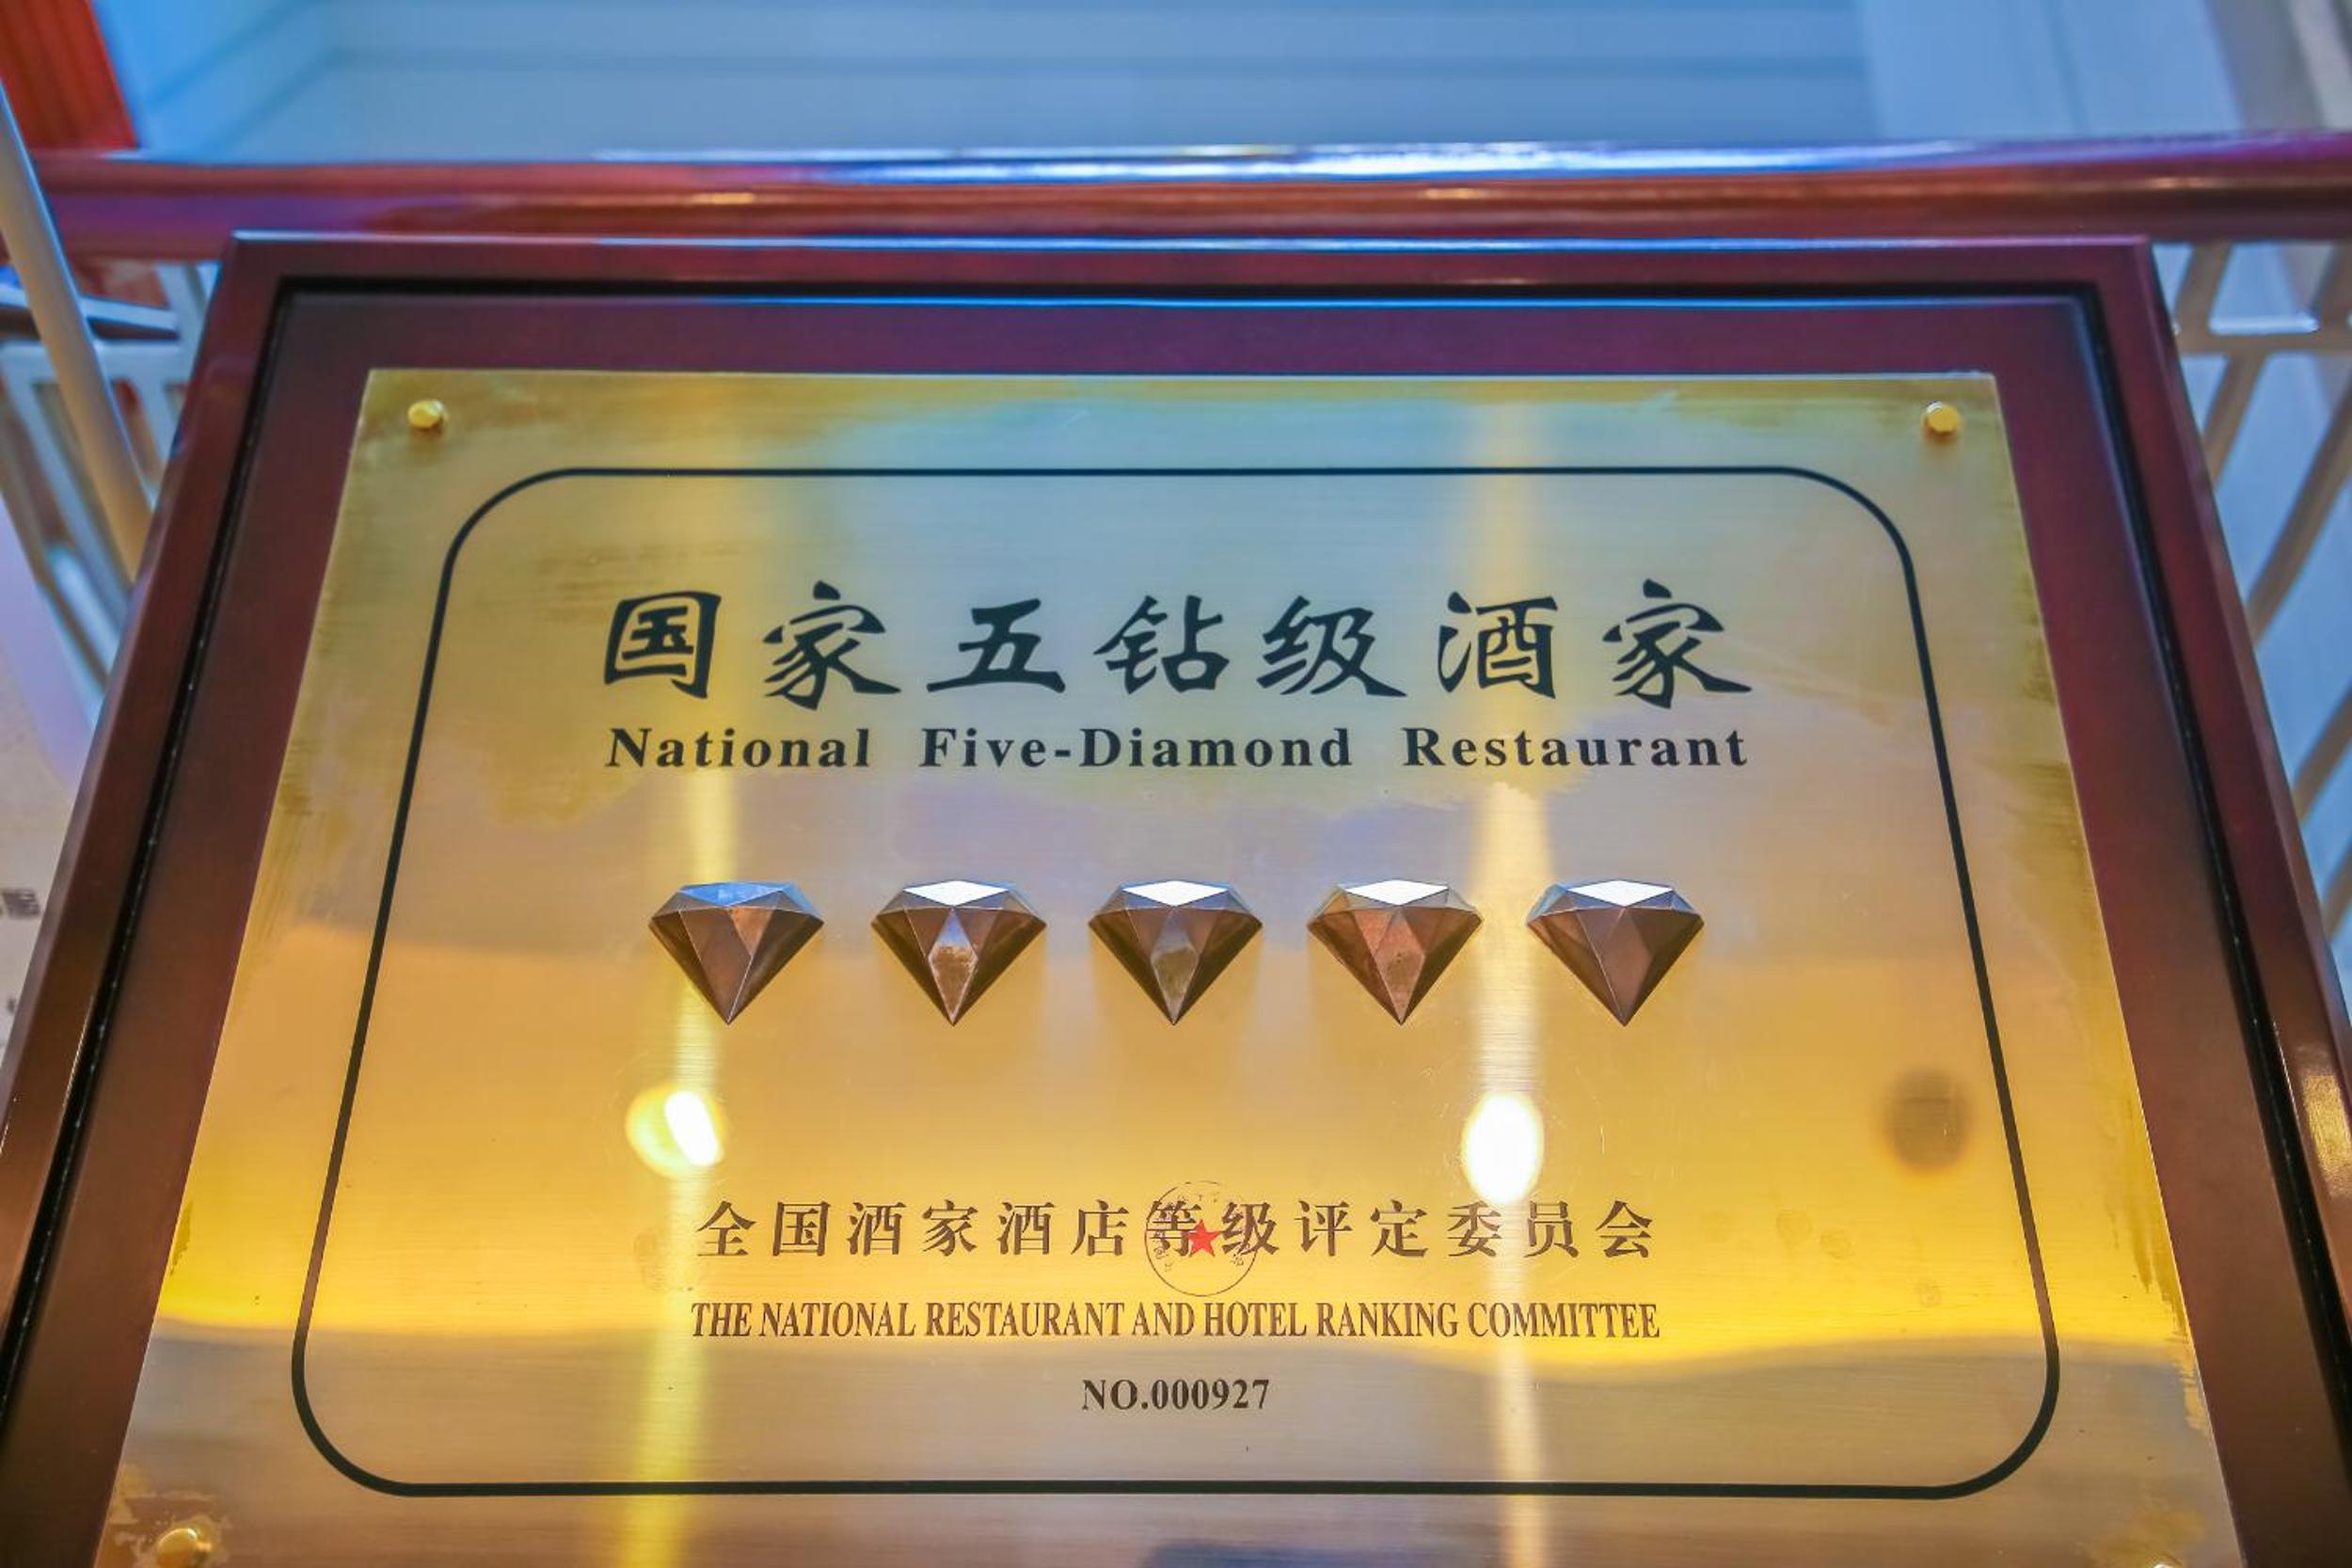 国家五钻级酒家
National Five-Diamond Restaurant
全国酒家酒店等级评定委员会
THE NATIONAL RESTAURANT AND HOTEL RANKING COMMITTEE
NO.000927